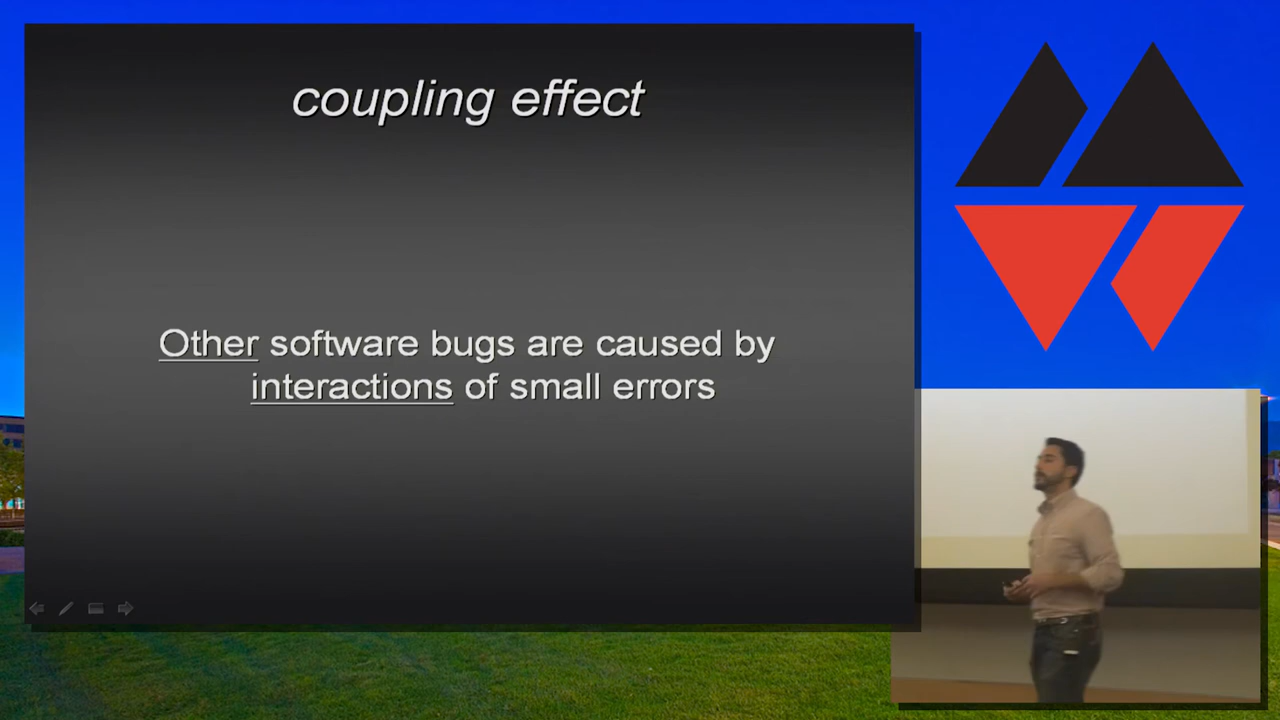 coupling effect
Other software bugs are caused by
interactions of small errors